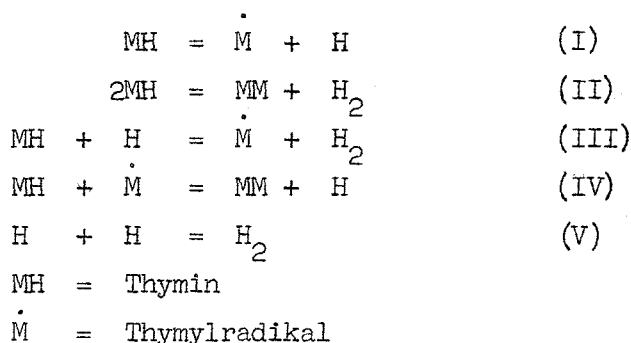 MH = Ṁ + H (I)
2MH = MM + H₂ (II)
MH + H = Ṁ + H₂ (III)
MH + Ṁ = MM + H (IV)
H + H = H₂ (V)
MH = Thymin
Ṁ = Thymylradikal